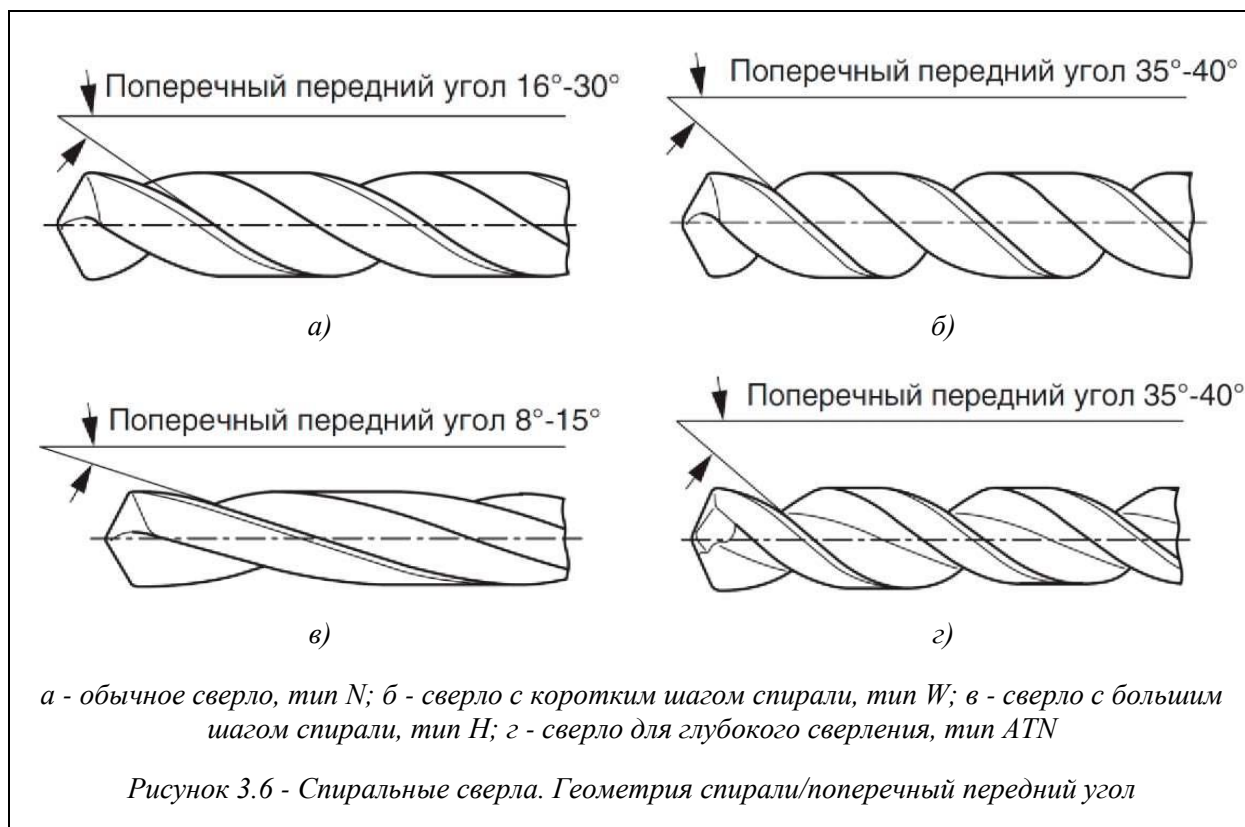 Поперечный передний угол 16°-30°
Поперечный передний угол 35°-40°
а)
б)
Поперечный передний угол 8°-15°
Поперечный передний угол 35°-40°
в)
г)
а - обычное сверло, тип N; б - сверло с коротким шагом спирали, тип W; в - сверло с большим
шагом спирали, тип H; г - сверло для глубокого сверления, тип ATN
Рисунок 3.6 - Спиральные сверла. Геометрия спирали/поперечный передний угол